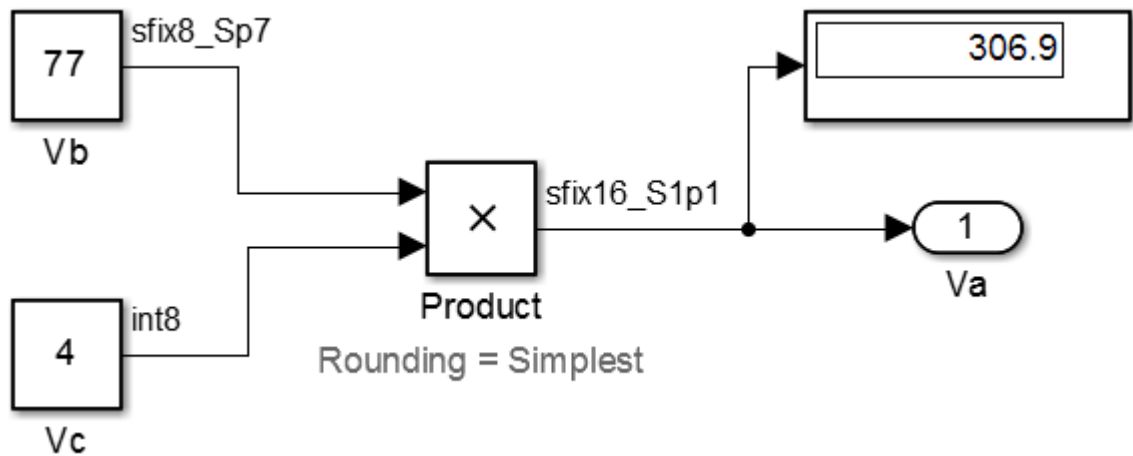 sfix8_Sp7
77
Vb
306.9
×
sfix16_S1p1
1
Va
Product
int8
4
Rounding = Simplest
Vc